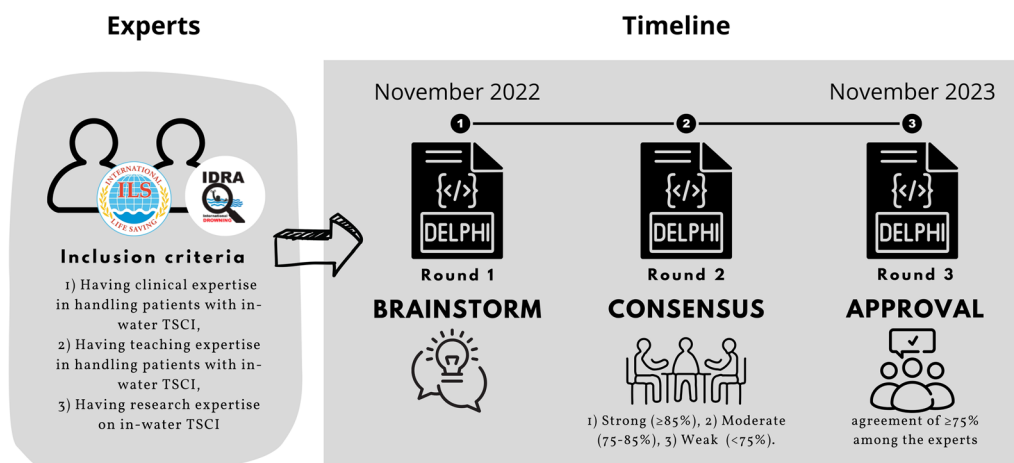 Experts
INTERNATIONAL
ILS
LIFE SAVING
IDRA
International
DROWNING
Inclusion criteria
1) Having clinical expertise
in handling patients with in-
water TSCI,
2) Having teaching expertise
in handling patients with in-
water TSCI,
3) Having research expertise
on in-water TSCI
Timeline
November 2022
November 2023
1
2
3
</>
DELPHI
Round 1
BRAINSTORM
</>
DELPHI
Round 2
CONSENSUS
1) Strong (≥85%), 2) Moderate
(75-85%), 3) Weak (<75%).
</>
DELPHI
Round 3
APPROVAL
agreement of ≥75%
among the experts